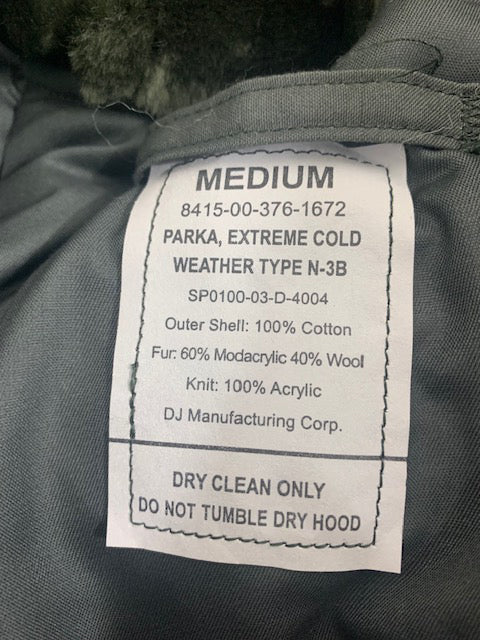 MEDIUM
8415-00-376-1672
PARKA, EXTREME COLD
WEATHER TYPE N-3B
SP0100-03-D-4004
Outer Shell: 100% Cotton
Fur: 60% Modacrylic 40% Wool
Knit: 100% Acrylic
DJ Manufacturing Corp.
DRY CLEAN ONLY
DO NOT TUMBLE DRY HOOD